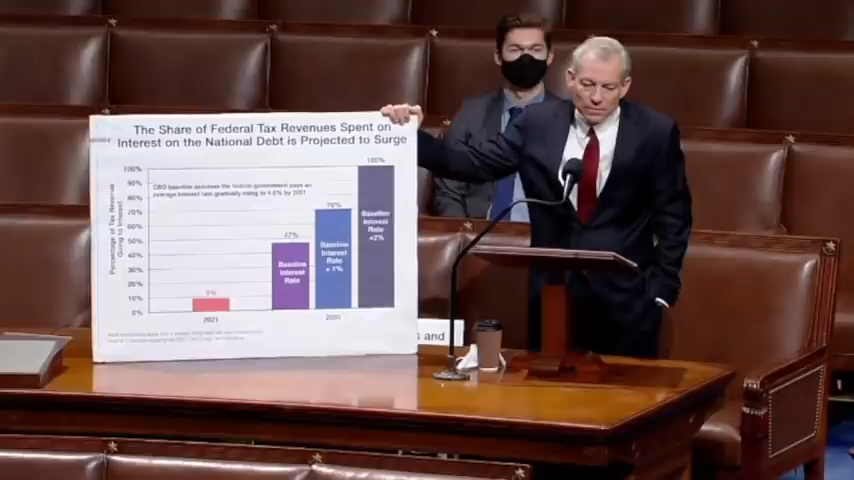 The Share of Federal Tax Revenues Spent on
Interest on the National Debt is Projected to Surge
Percentage of Tax Revenue
Going to Interest
100%
90%
80%
70%
60%
50%
40%
30%
20%
10%
0%
CBO baseline assumes the federal government pays an
average interest rate gradually rising to 4.6% by 2051
9%
47%
Baseline
Interest
Rate
Baseline
Interest
Rate
+ 1%
100%
Baseline
Interest
Rate
+2%
2021
s and